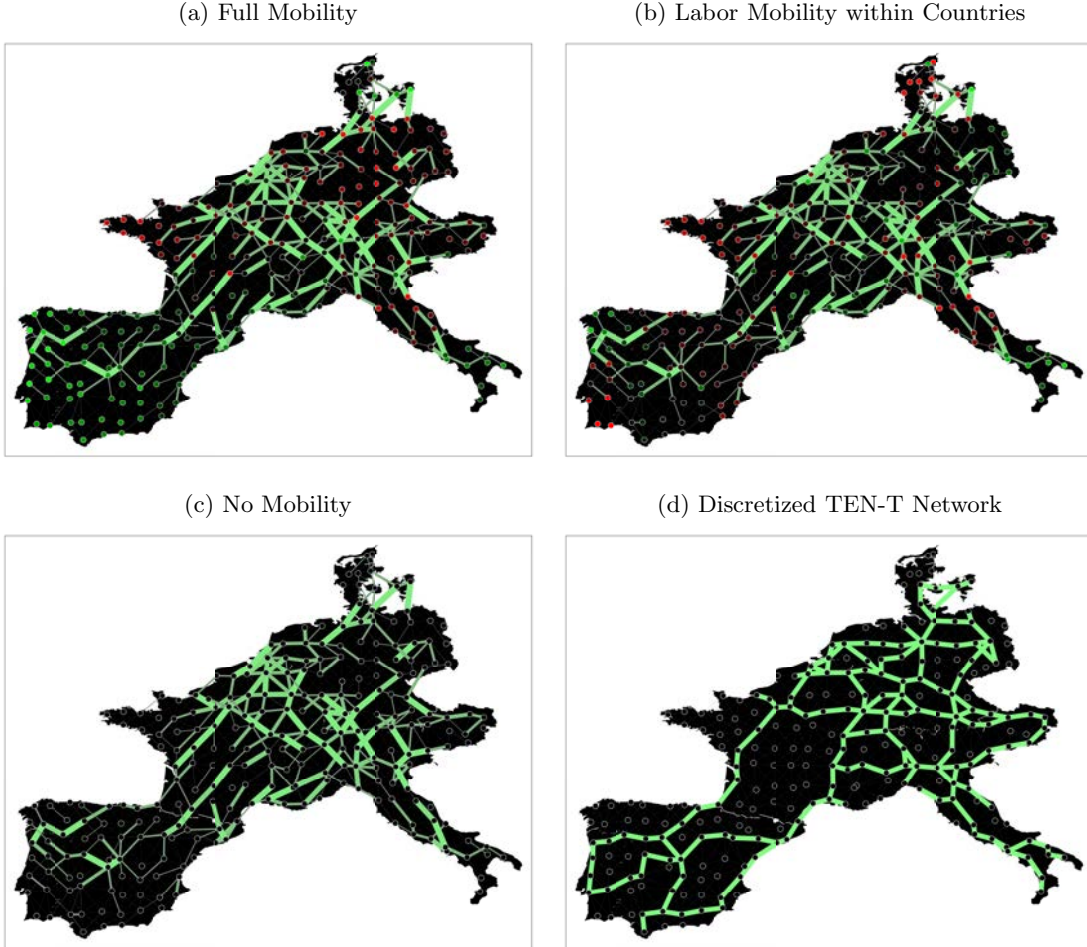 (a) Full Mobility
(b) Labor Mobility within Countries
(c) No Mobility
(d) Discretized TEN-T Network